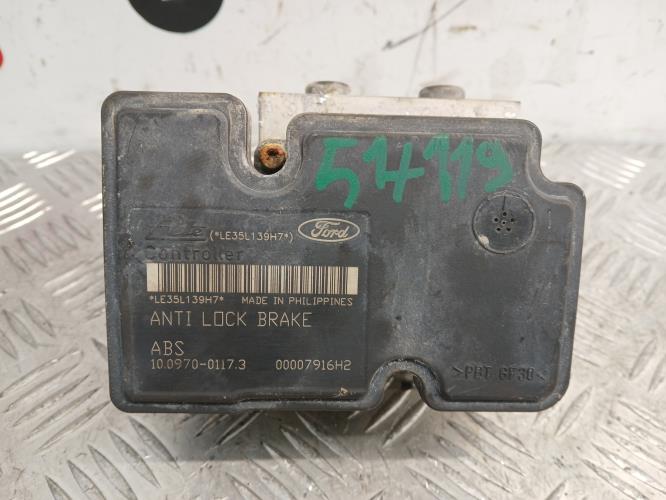 54119
(*LE35L139H7*) Ford
Controller
*LE35L139H7* MADE IN PHILIPPINES
ANTI LOCK BRAKE
ABS
10.0970-0117.3 00007916H2
>PBT GF30<